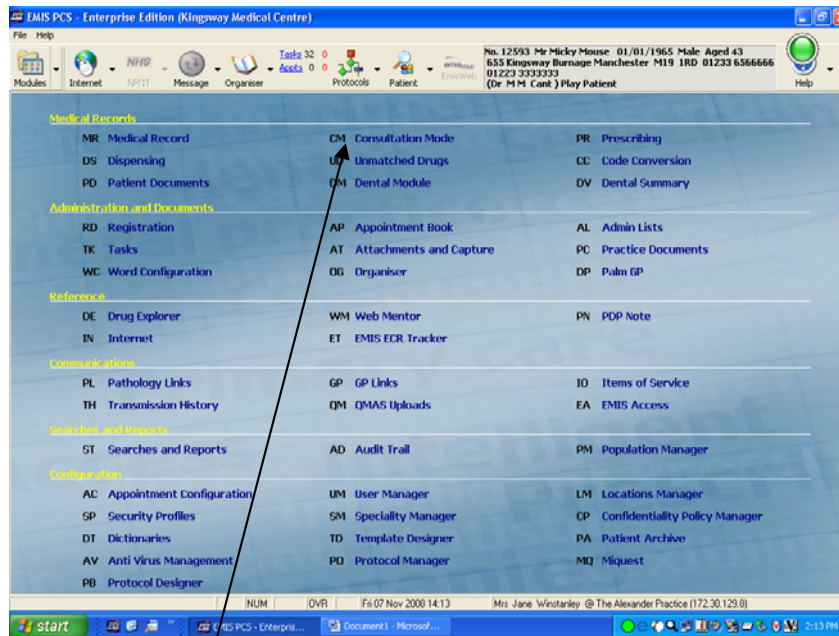 EMIS PCS - Enterprise Edition (Kingsway Medical Centre)
File Help
Modules Internet NHS NPfIT Message Organiser Tasks 32 0 Appts 0 0 Protocols Patient EmisWeb Help
No. 12593 Mr Micky Mouse 01/01/1965 Male Aged 43
655 Kingsway Burnage Manchester M19 1RD 01233 6566666
01223 3333333
(Dr M M Cant ) Play Patient
Medical Records
MR Medical Record CM Consultation Mode PR Prescribing
DS Dispensing Unmatched Drugs CC Code Conversion
PD Patient Documents DM Dental Module DV Dental Summary
Administration and Documents
RD Registration AP Appointment Book AL Admin Lists
TK Tasks AT Attachments and Capture PC Practice Documents
WC Word Configuration OG Organiser DP Palm GP
Reference
DE Drug Explorer WM Web Mentor PN PDP Note
IN Internet ET EMIS ECR Tracker
Communications
PL Pathology Links GP GP Links IO Items of Service
TH Transmission History QM QMAS Uploads EA EMIS Access
Searches and Reports
ST Searches and Reports AD Audit Trail PM Population Manager
Configuration
AC Appointment Configuration UM User Manager LM Locations Manager
SP Security Profiles SM Speciality Manager CP Confidentiality Policy Manager
DT Dictionaries TD Template Designer PA Patient Archive
AV Anti Virus Management PO Protocol Manager MQ Miquest
PB Protocol Designer
NUM OVR Fri 07 Nov 2008 14:13 Mrs Jane Winstanley @ The Alexander Practice (172.30.129.8)
start EMIS PCS - Enterpris... Document1 - Microsof... 2:13 PM